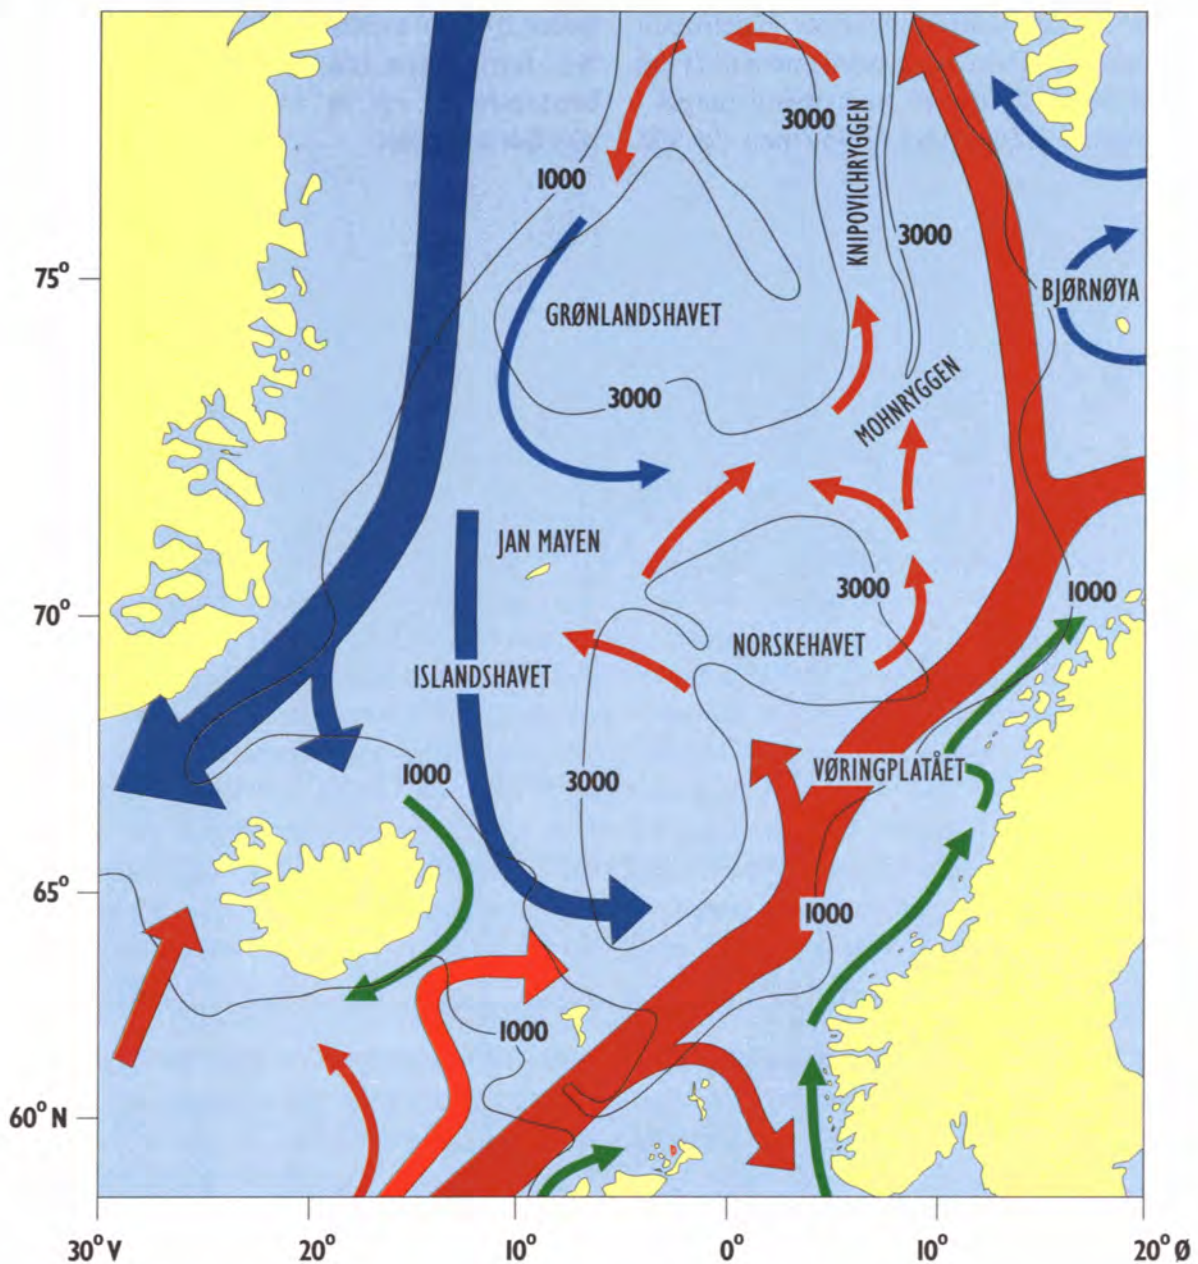 3000
KNIPOVICHRYGGEN
1000
3000
75°
BJØRNØYA
GRØNLANDSHAVET
3000
MOHNRYGGEN
JAN MAYEN
3000
1000
70°
NORSKEHAVET
ISLANDSHAVET
1000
3000
VØRINGPLATÅET
65°
1000
1000
60° N
30° V
20°
10°
0°
10°
20° Ø